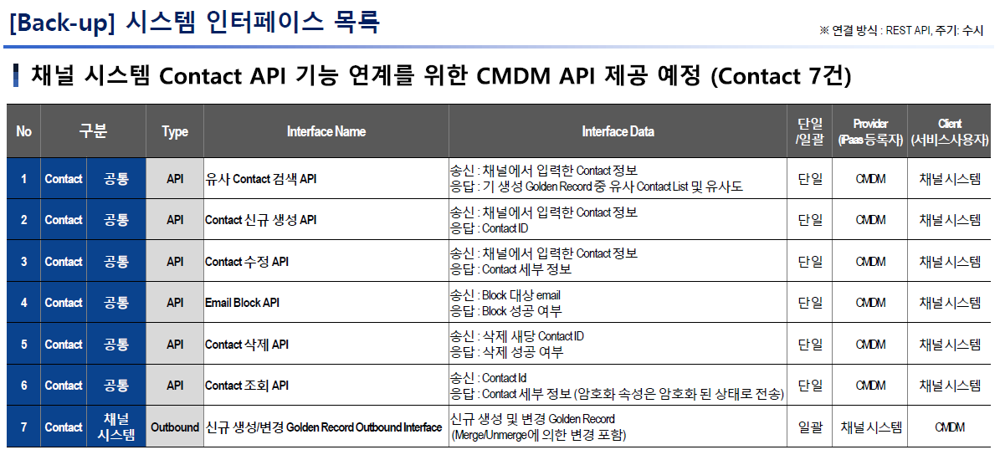 [Back-up] 시스템 인터페이스 목록
※ 연결 방식 : REST API, 주기: 수시
채널 시스템 Contact API 기능 연계를 위한 CMDM API 제공 예정 (Contact 7건)
No 구분 Type Interface Name Interface Data 단일 Provider Client
/일괄 (iPaas 등록자) (서비스사용자)
1 Contact 공통 API 유사 Contact 검색 API 송신 : 채널에서 입력한 Contact 정보 단일 CMDM 채널 시스템
응답 : 기 생성 Golden Record 중 유사 Contact List 및 유사도
2 Contact 공통 API Contact 신규 생성 API 송신 : 채널에서 입력한 Contact 정보 단일 CMDM 채널 시스템
응답 : Contact ID
3 Contact 공통 API Contact 수정 API 송신 : 채널에서 입력한 Contact 정보 단일 CMDM 채널 시스템
응답 : Contact 세부 정보
4 Contact 공통 API Email Block API 송신 : Block 대상 email 단일 CMDM 채널 시스템
응답 : Block 성공 여부
5 Contact 공통 API Contact 삭제 API 송신 : 삭제 새당 Contact ID 단일 CMDM 채널 시스템
응답 : 삭제 성공 여부
6 Contact 공통 API Contact 조회 API 송신 : Contact Id 단일 CMDM 채널 시스템
응답 : Contact 세부 정보 (암호화 속성은 암호화 된 상태로 전송)
7 Contact 채널 Outbound 신규 생성/변경 Golden Record Outbound Interface 신규 생성 및 변경 Golden Record 일괄 채널 시스템 CMDM
시스템 (Merge/Unmerge에 의한 변경 포함)